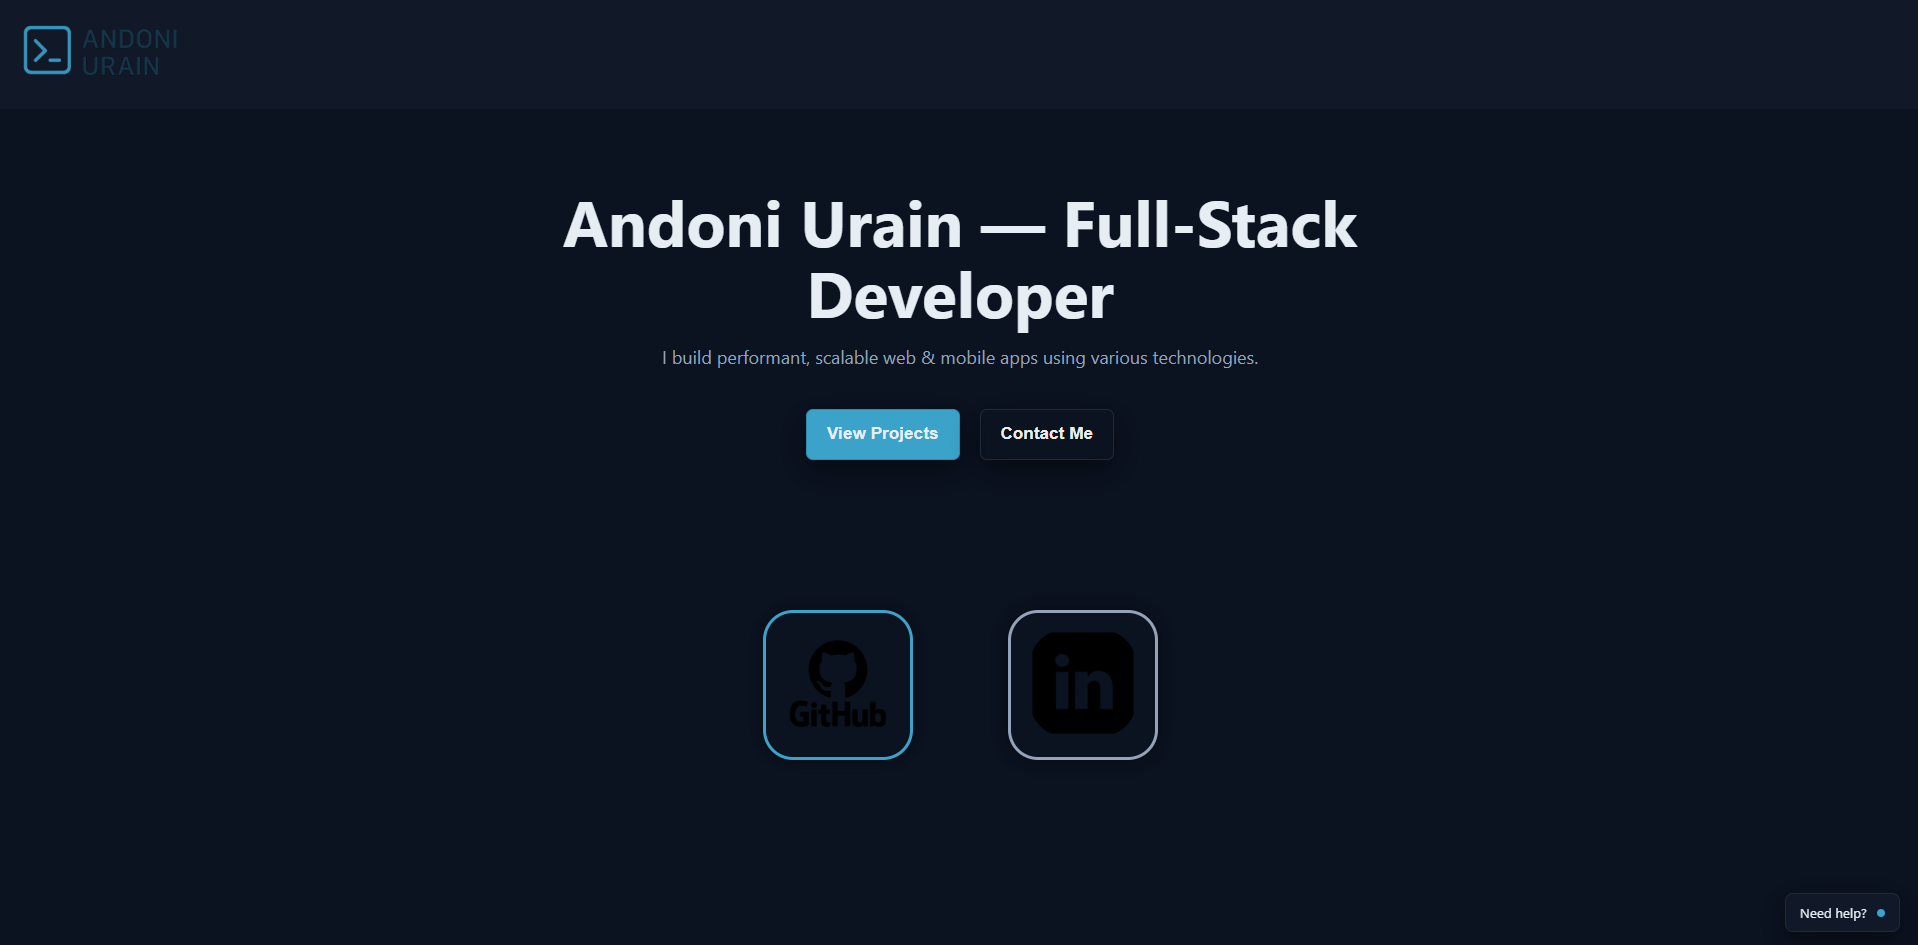 ANDONI
URAIN
Andoni Urain — Full-Stack
Developer
I build performant, scalable web & mobile apps using various technologies.
View Projects
Contact Me
GitHub
in
Need help?